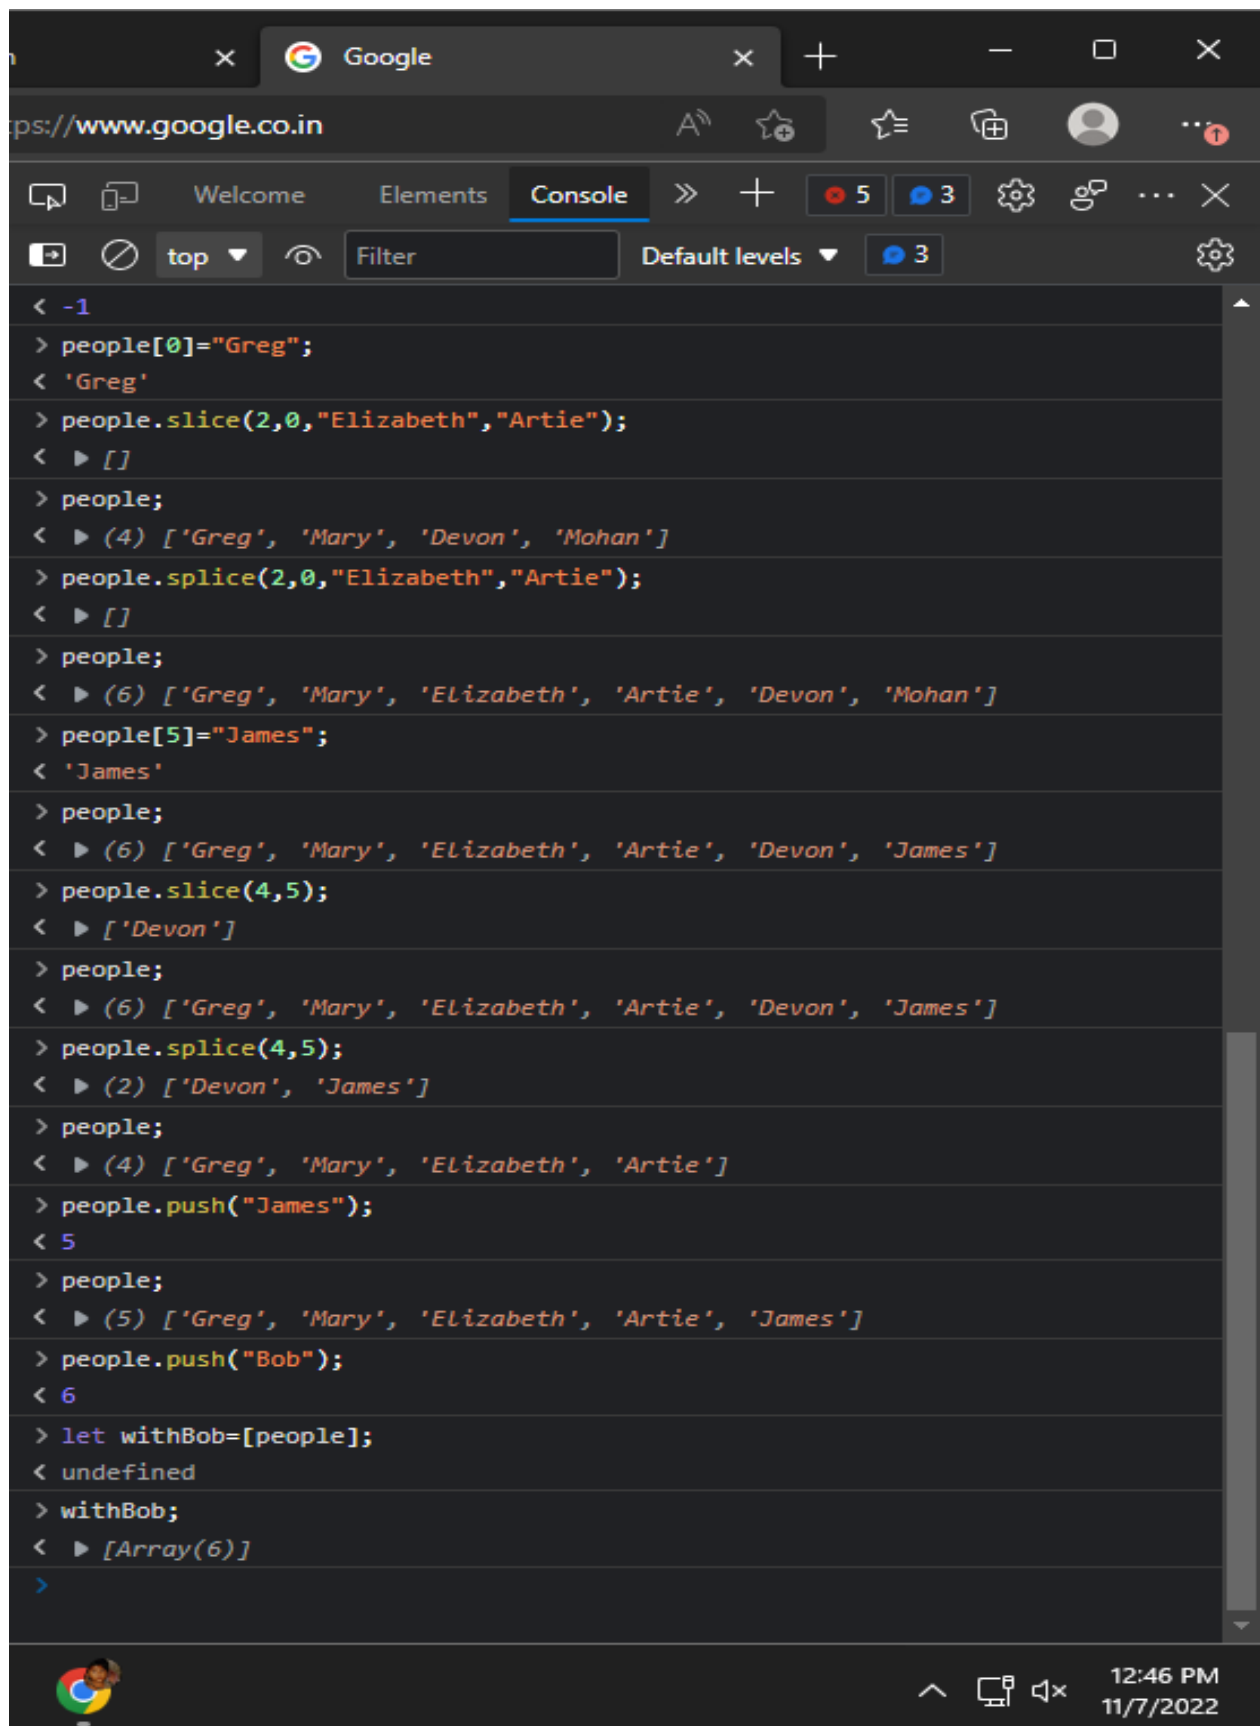 Google
tps://www.google.co.in
Welcome Elements Console 5 3
top Filter Default levels 3
-1
people[0]="Greg";
'Greg'
people.slice(2,0,"Elizabeth","Artie");
[]
people;
(4) ['Greg', 'Mary', 'Devon', 'Mohan']
people.splice(2,0,"Elizabeth","Artie");
[]
people;
(6) ['Greg', 'Mary', 'Elizabeth', 'Artie', 'Devon', 'Mohan']
people[5]="James";
'James'
people;
(6) ['Greg', 'Mary', 'Elizabeth', 'Artie', 'Devon', 'James']
people.slice(4,5);
['Devon']
people;
(6) ['Greg', 'Mary', 'Elizabeth', 'Artie', 'Devon', 'James']
people.splice(4,5);
(2) ['Devon', 'James']
people;
(4) ['Greg', 'Mary', 'Elizabeth', 'Artie']
people.push("James");
5
people;
(5) ['Greg', 'Mary', 'Elizabeth', 'Artie', 'James']
people.push("Bob");
6
let withBob=[people];
undefined
withBob;
[Array(6)]
12:46 PM
11/7/2022